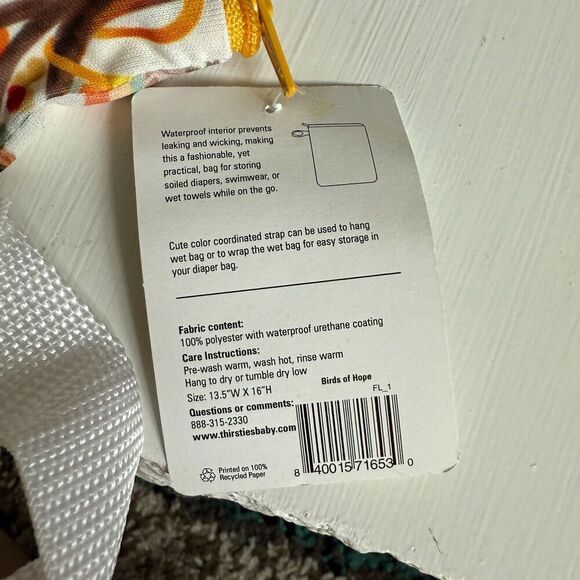 Waterproof interior prevents
leaking and wicking, making
this a fashionable, yet
practical, bag for storing
soiled diapers, swimwear, or
wet towels while on the go.
Cute color coordinated strap can be used to hang
wet bag or to wrap the wet bag for easy storage in
your diaper bag.
Fabric content:
100% polyester with waterproof urethane coating
Care Instructions:
Pre-wash warm, wash hot, rinse warm
Hang to dry or tumble dry low
Size: 13.5"W X 16"H
Questions or comments:
888-315-2330
www.thirstiesbaby.com
Birds of Hope
FL_1
8 40015 71653 0
Printed on 100%
Recycled Paper